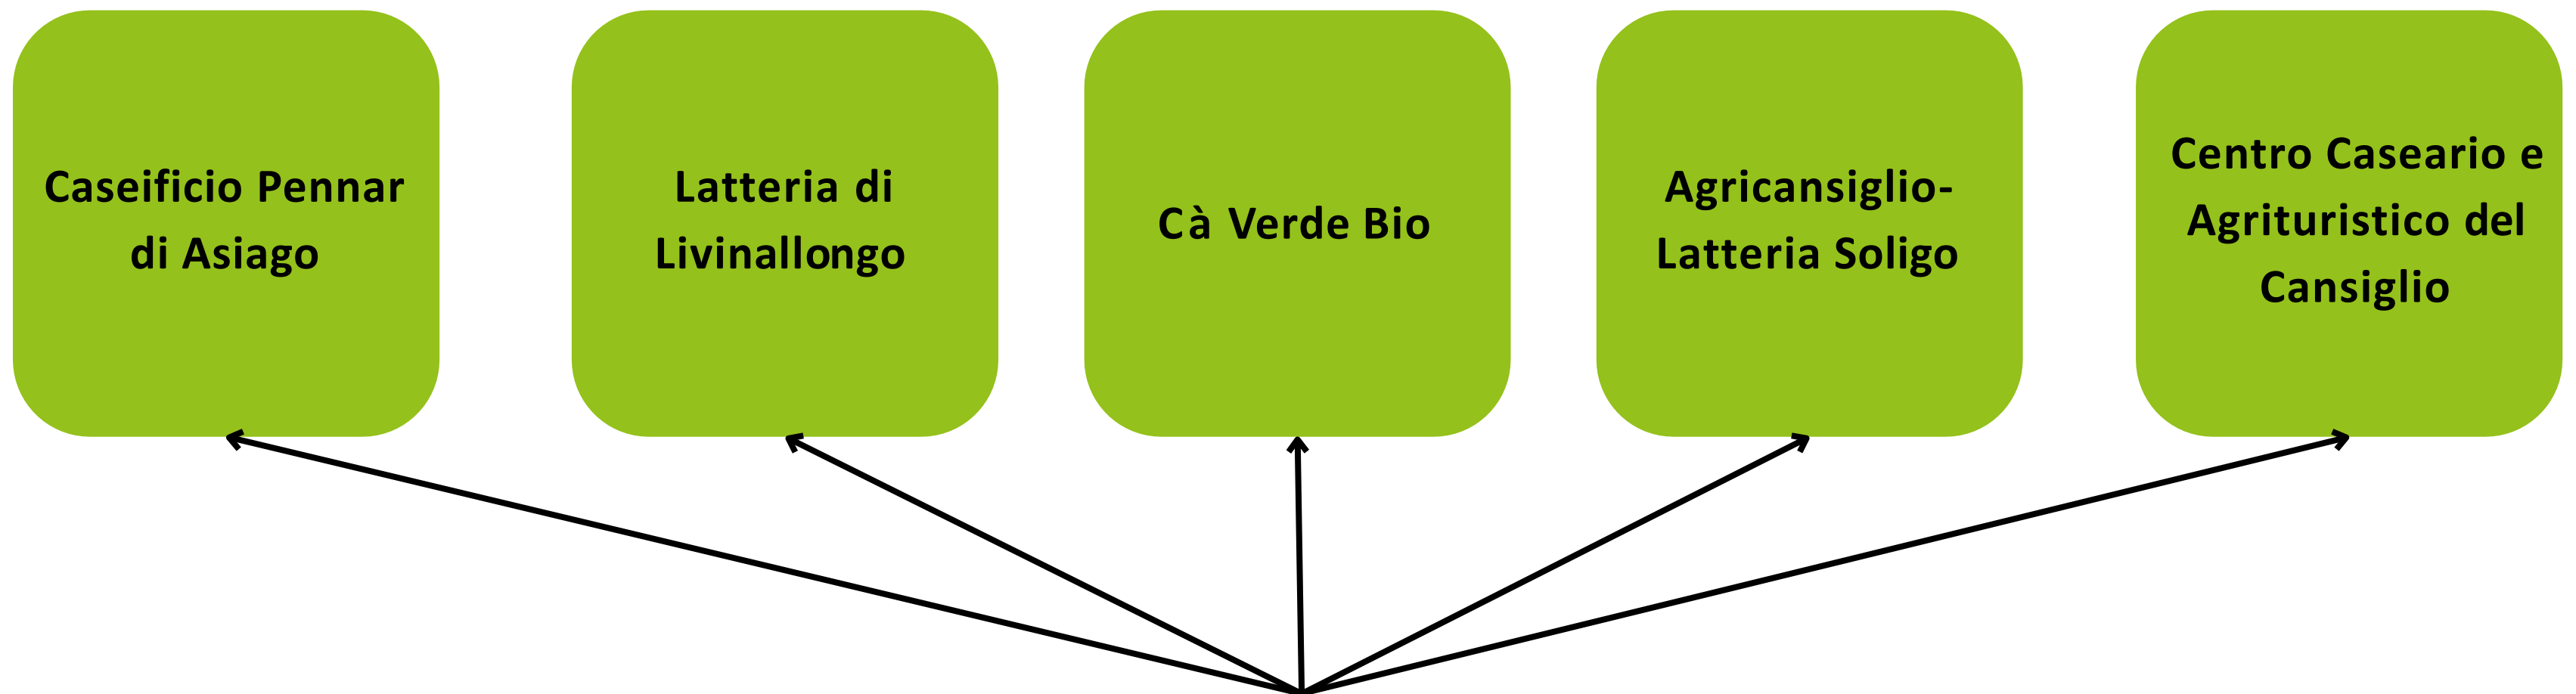 Caseificio Pennar
di Asiago
Latteria di
Livinallongo
Cà Verde Bio
Agricansiglio-
Latteria Soligo
Centro Caseario e
Agrituristico del
Cansiglio